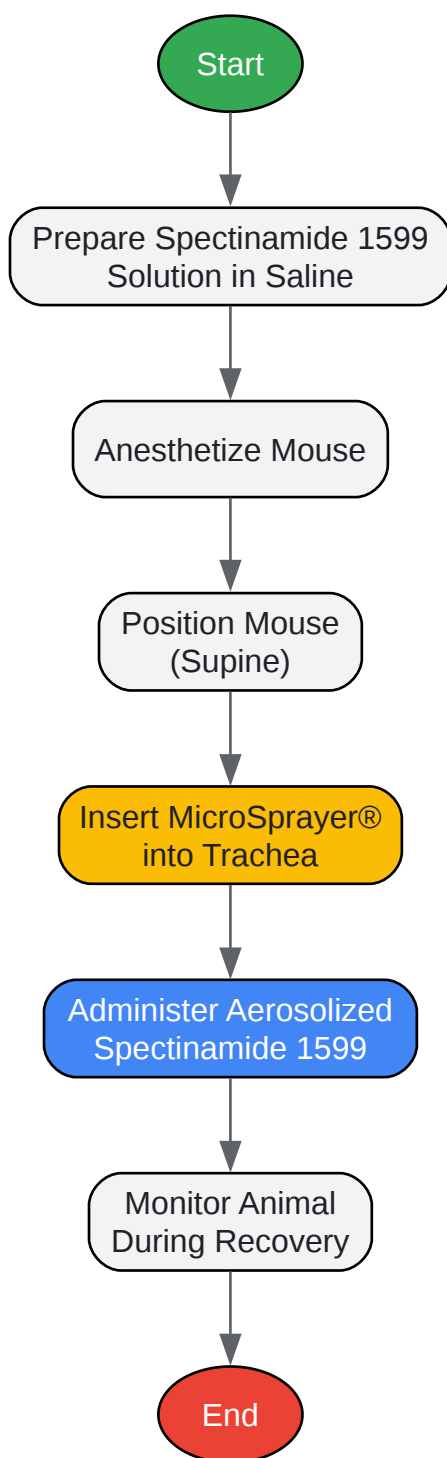 Start
Prepare Spectinamide 1599
Solution in Saline
Anesthetize Mouse
Position Mouse
(Supine)
Insert MicroSprayer®
into Trachea
Administer Aerosolized
Spectinamide 1599
Monitor Animal
During Recovery
End